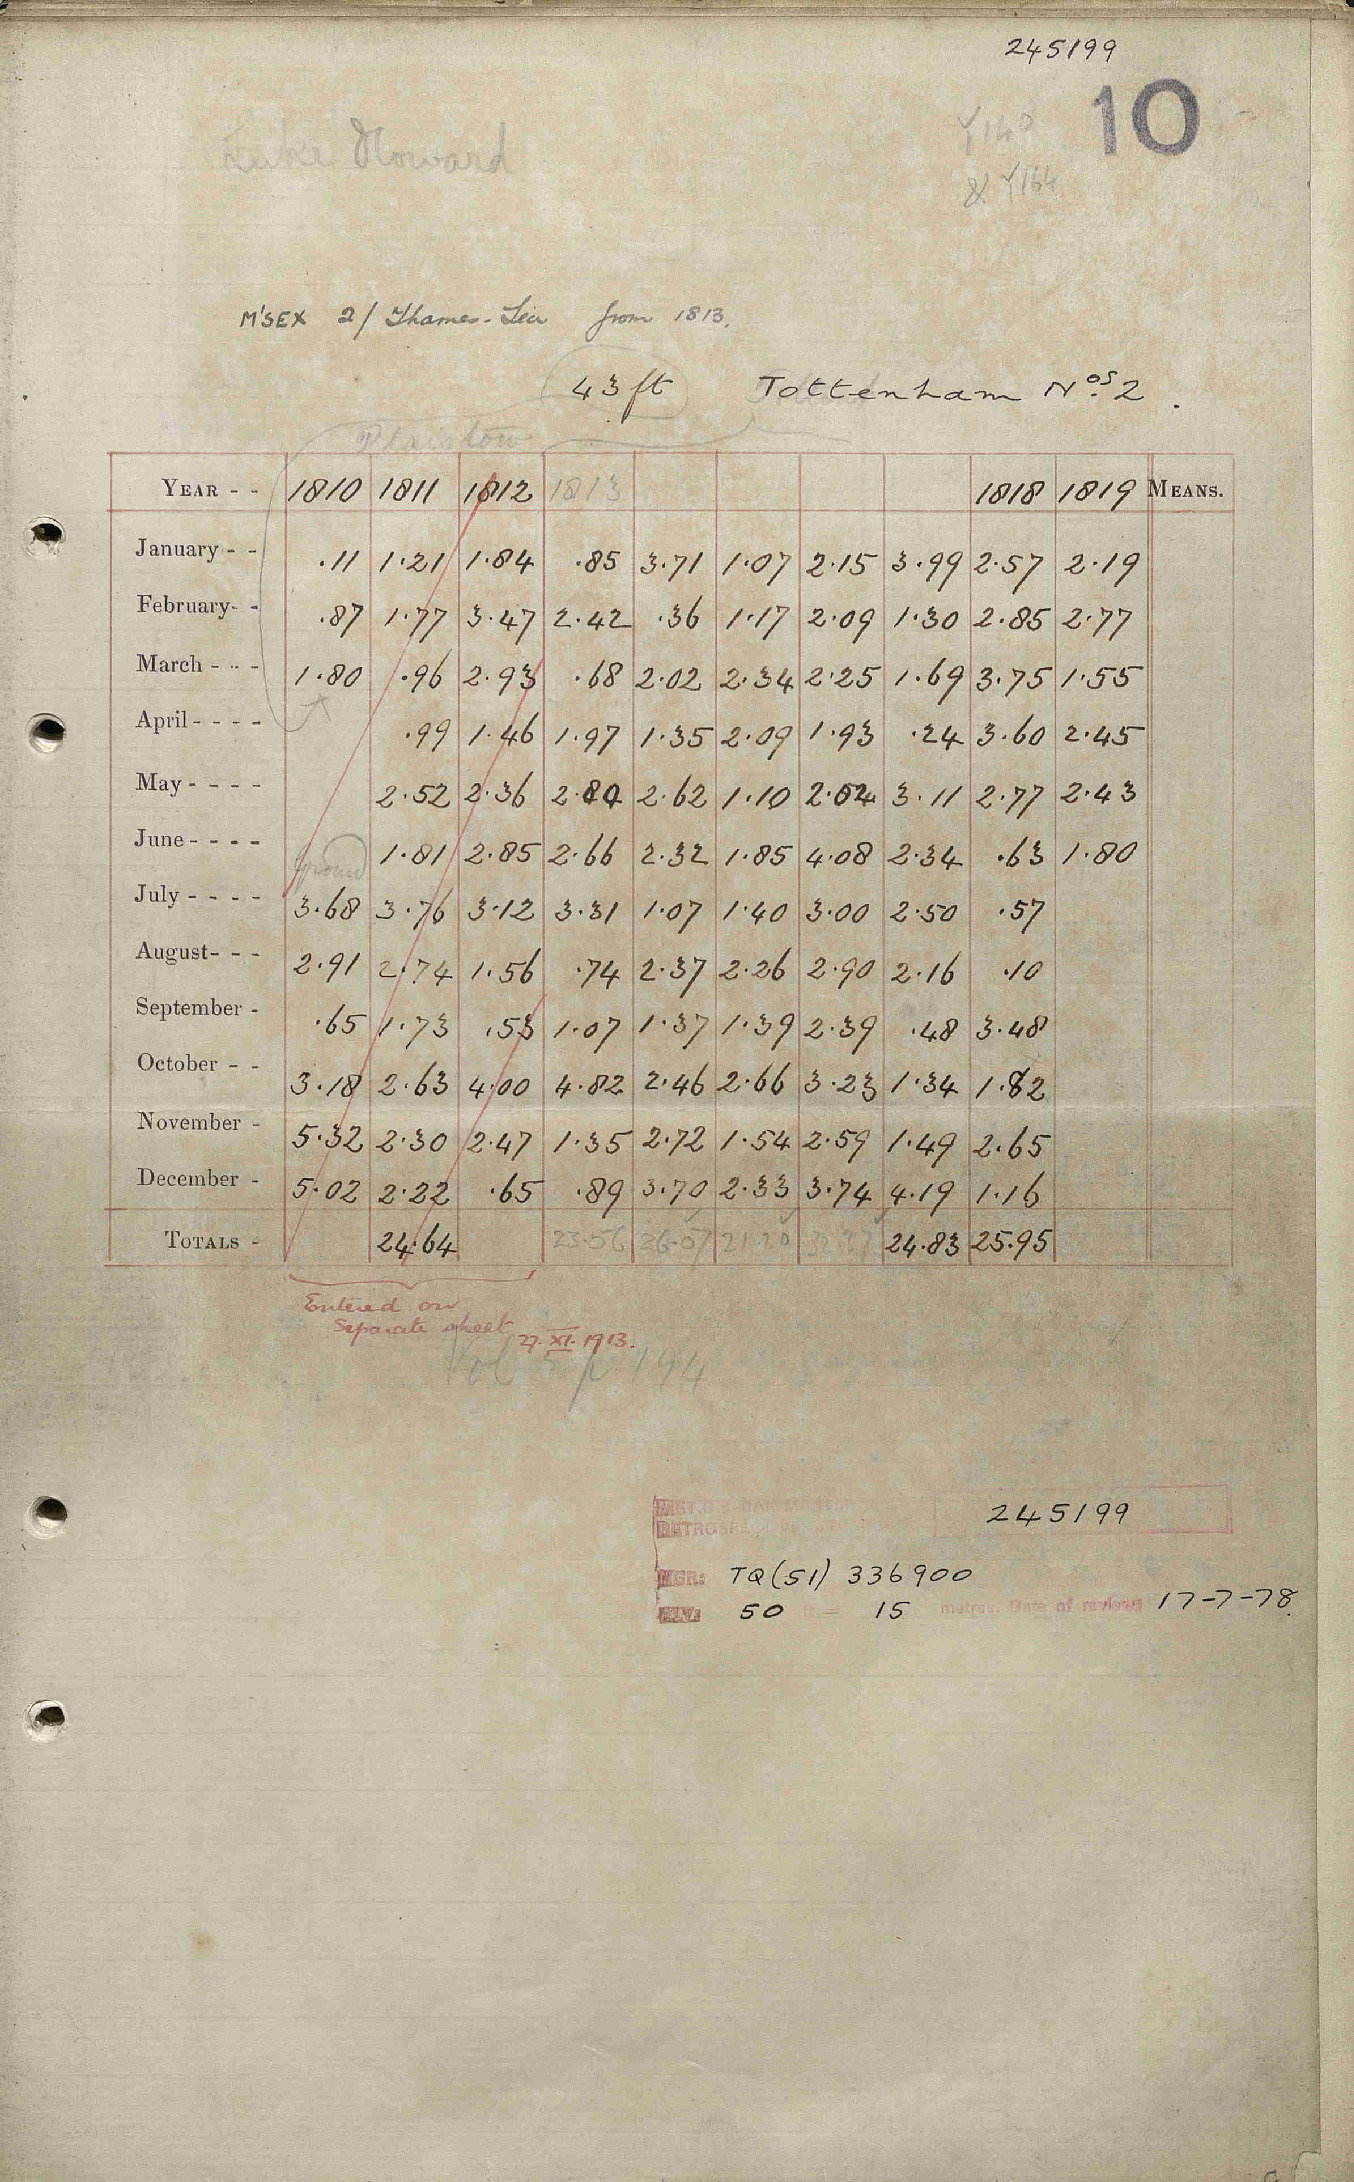 245199
10
Luke Howard
& Y164
M'SEX 2/ Thames-Lea from 1813.
43 ft Tottenham Nos. 2.
Plaistow
YEAR - - 1810 1811 1812 1813 1818 1819 MEANS.
January - - .11 1.21 1.84 .85 3.71 1.07 2.15 3.99 2.57 2.19
February - - .87 1.77 3.47 2.42 .36 1.17 2.09 1.30 2.85 2.77
March - - - 1.80 .96 2.93 .68 2.02 2.34 2.25 1.69 3.75 1.55
April - - - - .99 1.46 1.97 1.35 2.09 1.93 .24 3.60 2.45
May - - - - 2.52 2.36 2.80 2.62 1.10 2.02 3.11 2.77 2.43
June - - - - 1.81 2.85 2.66 2.32 1.85 4.08 2.34 .63 1.80
ground
July - - - - 3.68 3.76 3.12 3.31 1.07 1.40 3.00 2.50 .57
August - - - 2.91 2.74 1.56 .74 2.37 2.26 2.90 2.16 .10
September - .65 1.73 .53 1.07 1.37 1.39 2.39 .48 3.48
October - - 3.18 2.63 4.00 4.82 2.46 2.66 3.23 1.34 1.82
November - 5.32 2.30 2.47 1.35 2.72 1.54 2.59 1.49 2.65
December - 5.02 2.22 .65 .89 3.70 2.33 3.74 4.19 1.16
TOTALS - 24.64 23.56 26.07 21.20 32.37 24.83 25.95
Entered on
Separate sheet 27.XI.1913.
Vol 5 p. 194
245199
NGR: TQ(51) 336900
50 ft = 15 metres. Date of review: 17-7-78.